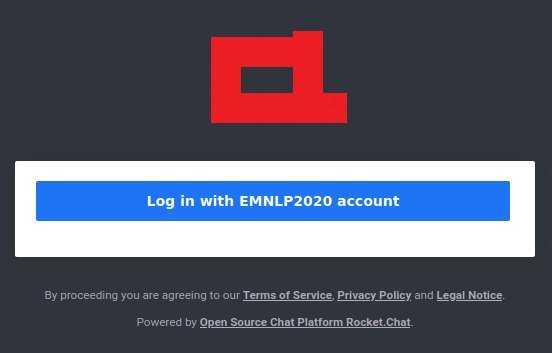 Log in with EMNLP2020 account
By proceeding you are agreeing to our Terms of Service, Privacy Policy and Legal Notice.
Powered by Open Source Chat Platform Rocket.Chat.